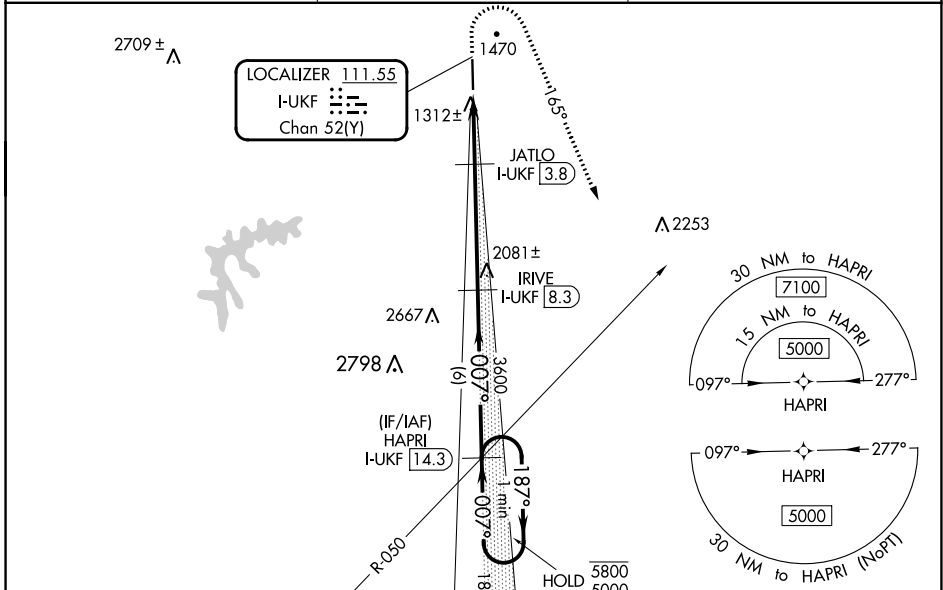 2709 ±
1470
LOCALIZER 111.55
I-UKF
Chan 52(Y)
1312±
165°
JATLO
I-UKF 3.8
2253
2081±
IRIVE
I-UKF 8.3
2667
2798
007°
3600
(6)
(IF/IAF)
HAPRI
I-UKF 14.3
187°
1 min
007°
R-050
HOLD 5800
5000
18
30 NM to HAPRI
7100
15 NM to HAPRI
5000
097°
277°
HAPRI
097°
277°
HAPRI
5000
30 NM to HAPRI (NoPT)